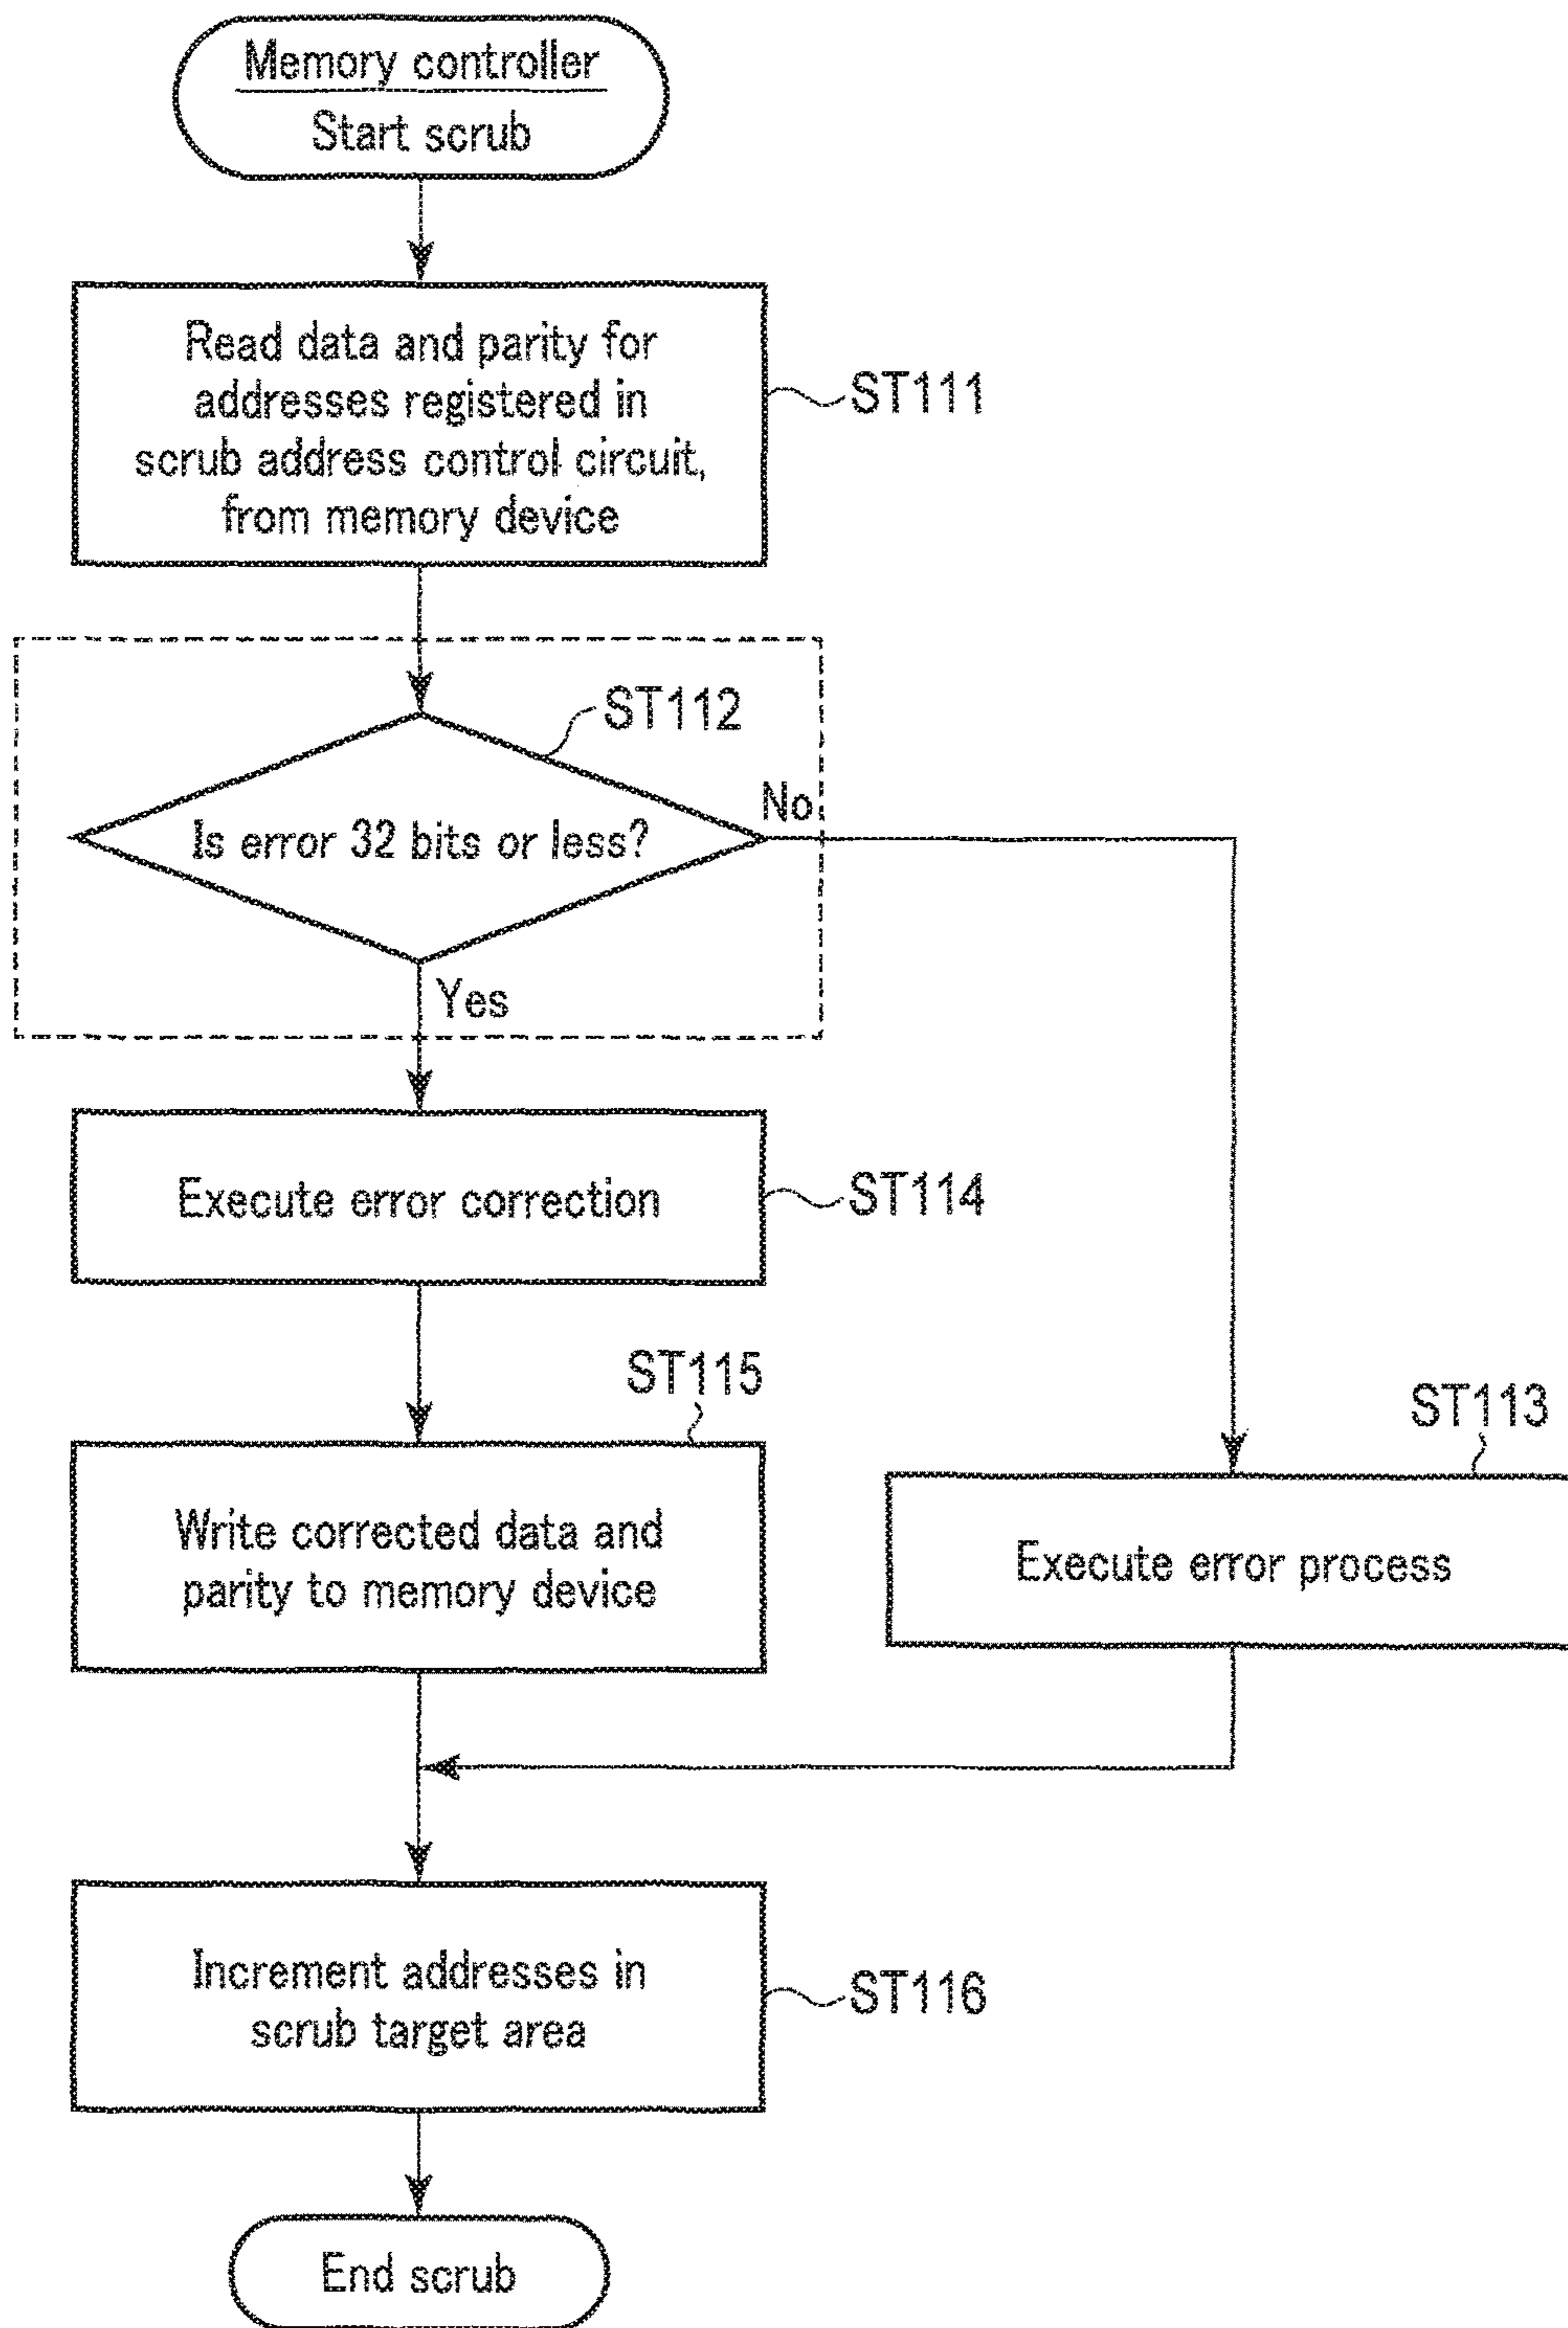 Memory controller
Start scrub
Read data and parity for
addresses registered in
scrub address control circuit,
from memory device
ST111
ST112
Is error 32 bits or less?
No
Yes
Execute error correction
ST114
ST115
Write corrected data and
parity to memory device
ST113
Execute error process
Increment addresses in
scrub target area
ST116
End scrub